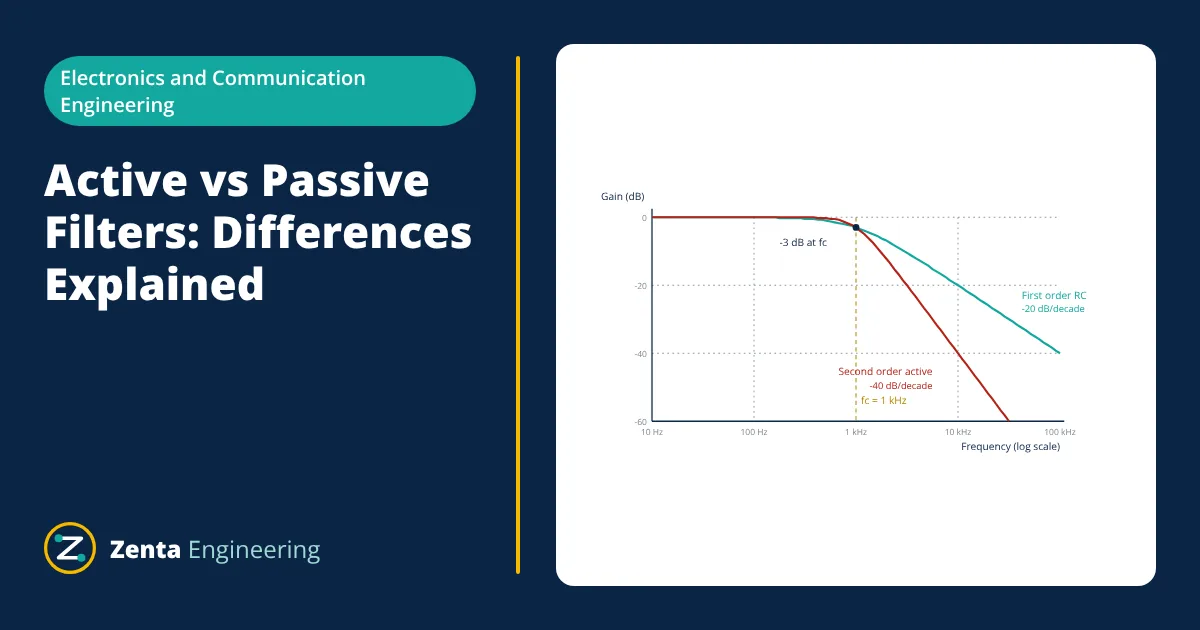 Electronics and Communication
Engineering
Active vs Passive
Filters: Differences
Explained
Zenta Engineering
Gain (dB)
0
-3 dB at fc
-20
First order RC
-20 dB/decade
-40
Second order active
-40 dB/decade
fc = 1 kHz
-60
10 Hz
100 Hz
1 kHz
10 kHz
100 kHz
Frequency (log scale)